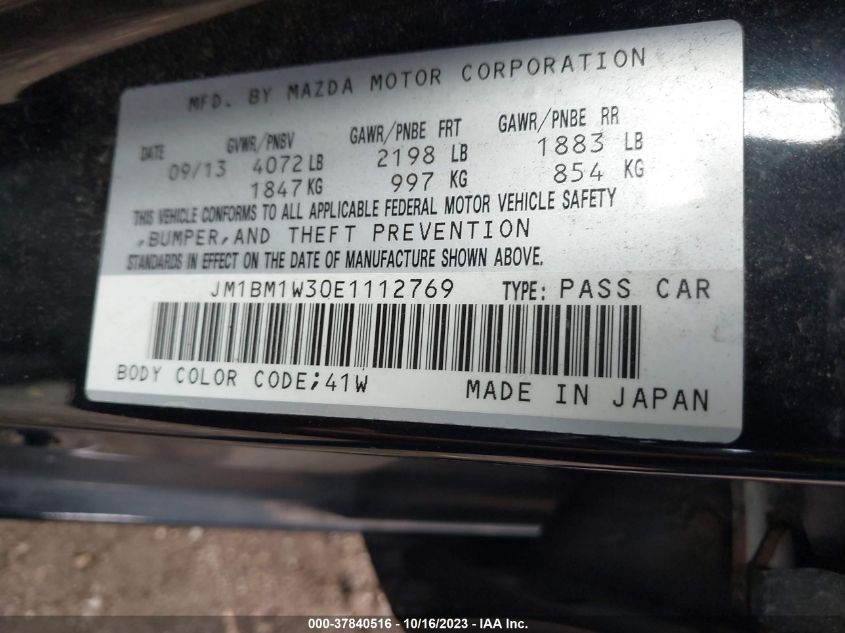 MFD. BY MAZDA MOTOR CORPORATION
DATE GVWR/PNBV GAWR/PNBE FRT GAWR/PNBE RR
09/13 4072 LB 2198 LB 1883 LB
1847 KG 997 KG 854 KG
THIS VEHICLE CONFORMS TO ALL APPLICABLE FEDERAL MOTOR VEHICLE SAFETY
,BUMPER,AND THEFT PREVENTION
STANDARDS IN EFFECT ON THE DATE OF MANUFACTURE SHOWN ABOVE.
JM1BM1W30E1112769 TYPE: PASS CAR
BODY COLOR CODE;41W MADE IN JAPAN
000-37840516 - 10/16/2023 - IAA Inc.